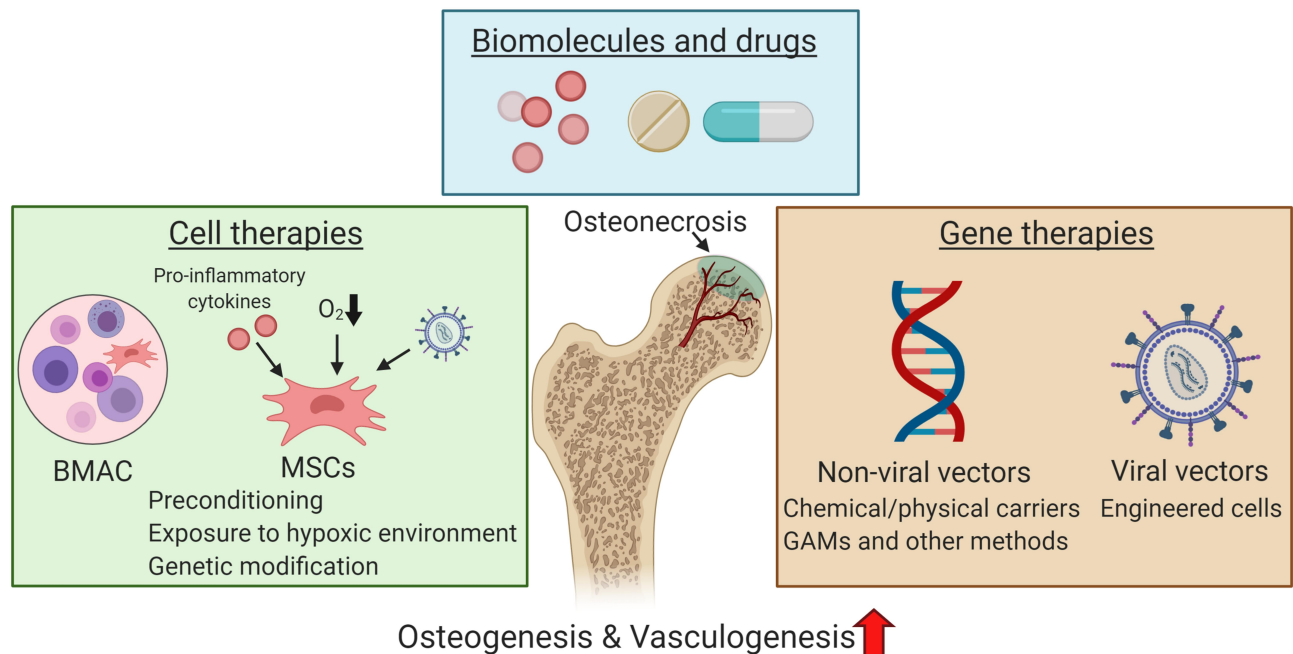 Biomolecules and drugs
Cell therapies
Pro-inflammatory
cytokines
O₂
BMAC
MSCs
Preconditioning
Exposure to hypoxic environment
Genetic modification
Osteonecrosis
Gene therapies
Non-viral vectors
Chemical/physical carriers
GAMs and other methods
Viral vectors
Engineered cells
Osteogenesis & Vasculogenesis